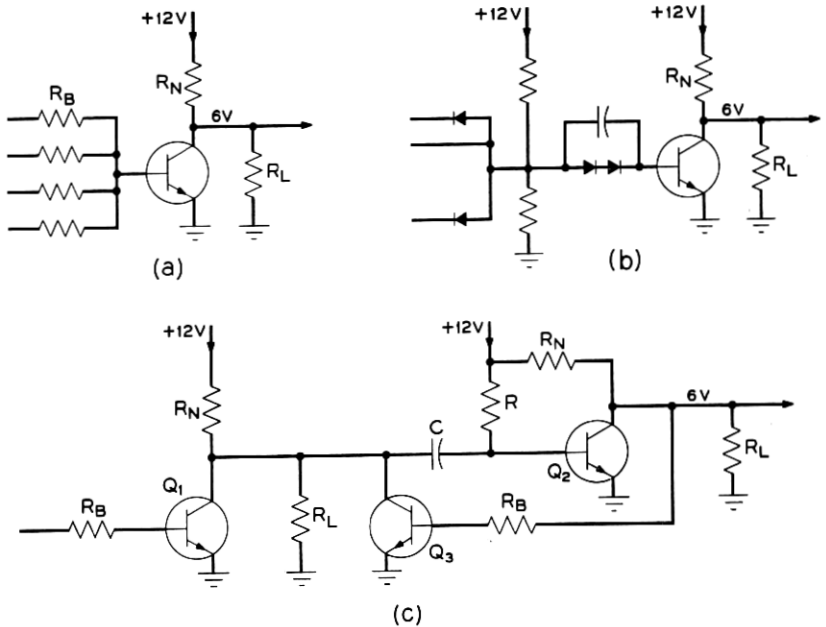 +12V
+12V
+12V
R_N
R_B
6V
R_L
(a)
R_N
6V
R_L
(b)
+12V
+12V
R_N
R_N
R
6V
C
Q_1
Q_2
R_L
R_B
R_L
R_B
Q_3
(c)